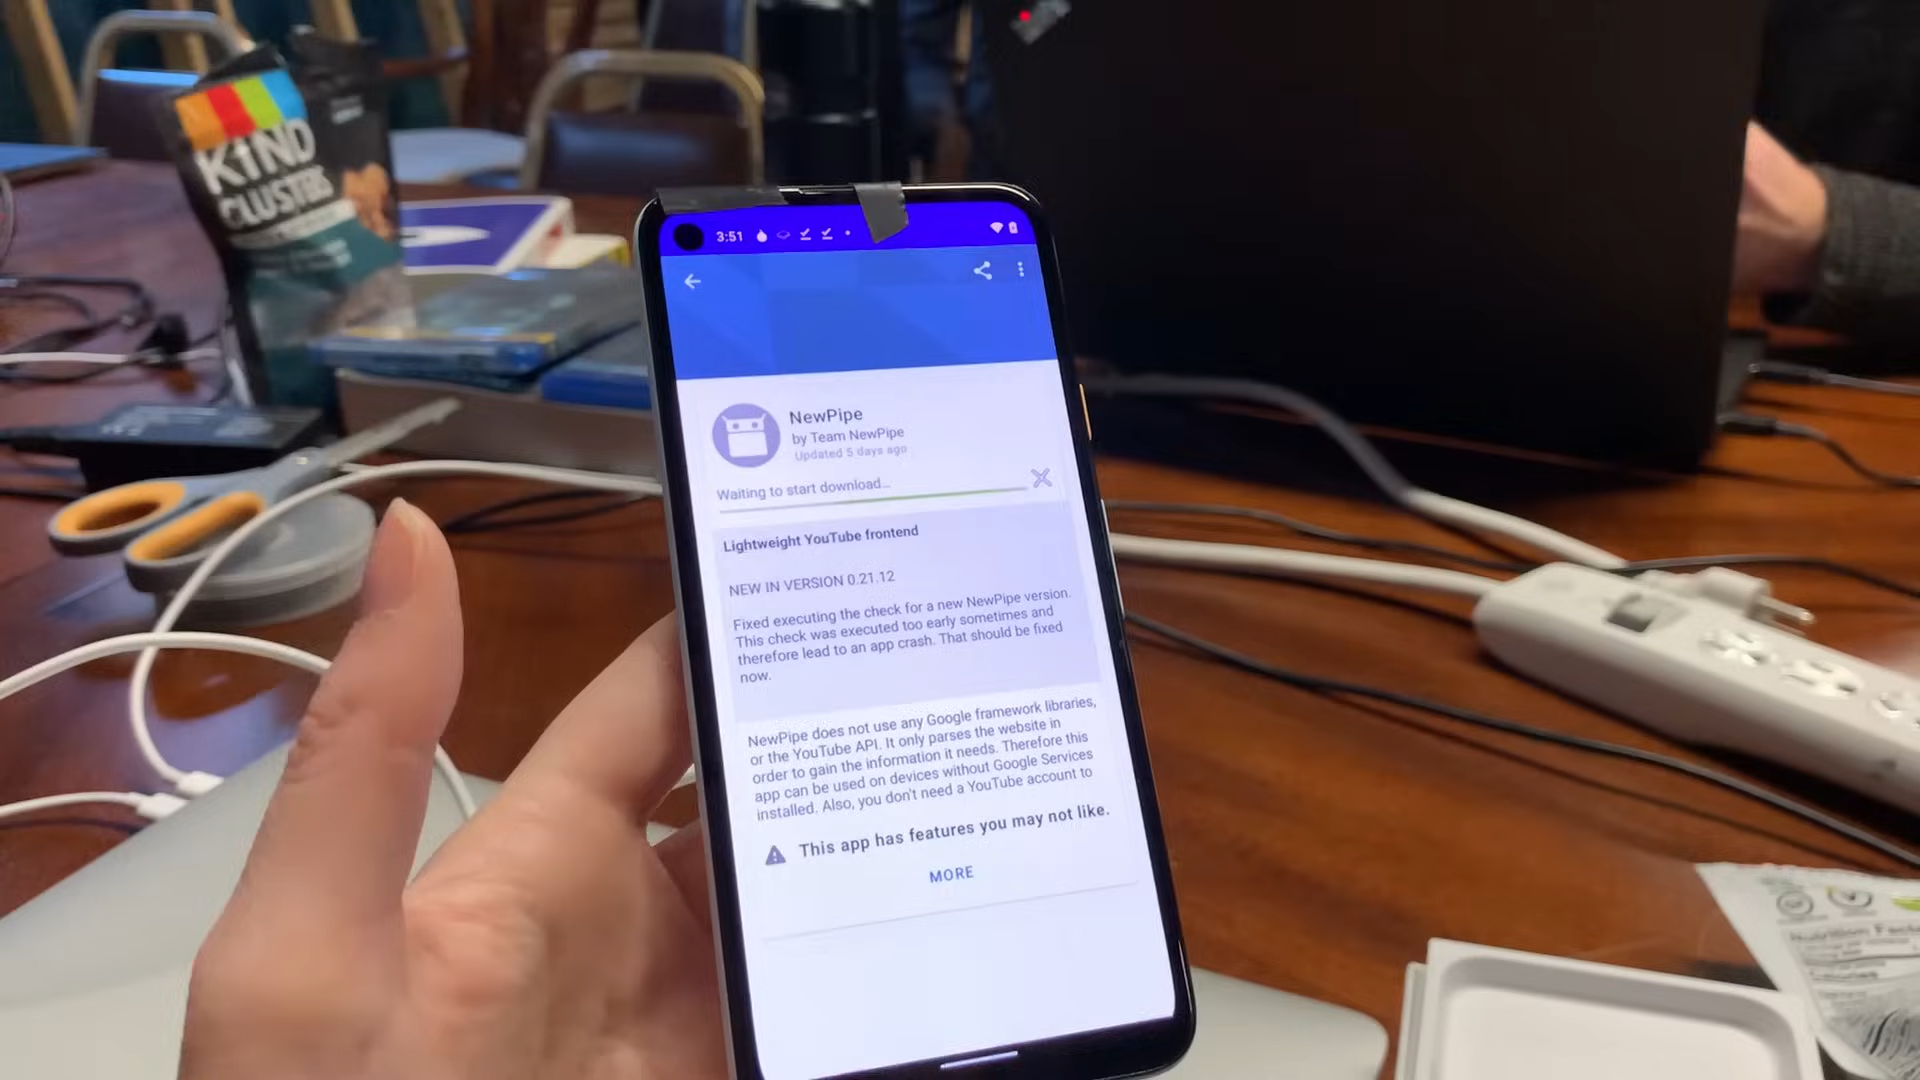 KIND
CLUSTERS
3:51
NewPipe
by Team NewPipe
Updated 5 days ago
Waiting to start download...
Lightweight YouTube frontend
NEW IN VERSION 0.21.12
Fixed executing the check for a new NewPipe version.
This check was executed too early sometimes and
therefore lead to an app crash. That should be fixed
now.
NewPipe does not use any Google framework libraries,
or the YouTube API. It only parses the website in
order to gain the information it needs. Therefore this
app can be used on devices without Google Services
installed. Also, you don't need a YouTube account to
This app has features you may not like.
MORE
Nutrition Facts
Calories